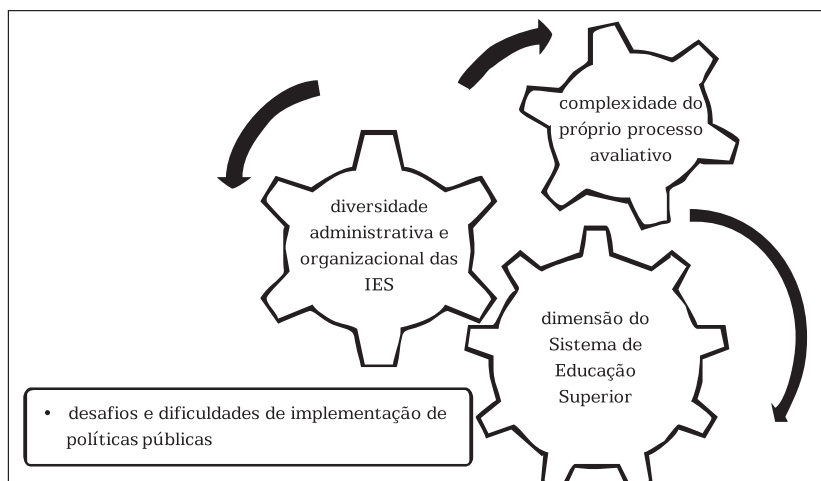 complexidade do
próprio processo
avaliativo
diversidade
administrativa e
organizacional das
IES
dimensão do
Sistema de
Educação
Superior
• desafios e dificuldades de implementação de
políticas públicas